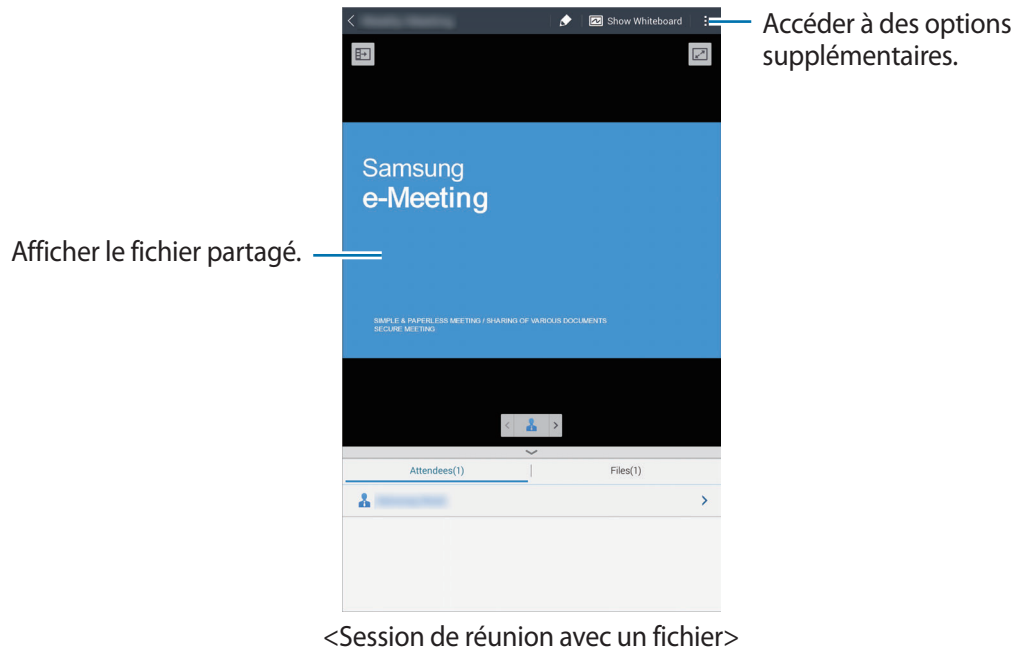 Show Whiteboard
Accéder à des options
supplémentaires.
Samsung
e-Meeting
Afficher le fichier partagé.
SIMPLE & PAPERLESS MEETING / SHARING OF VARIOUS DOCUMENTS
SECURE MEETING
Attendees(1)
Files(1)
<Session de réunion avec un fichier>